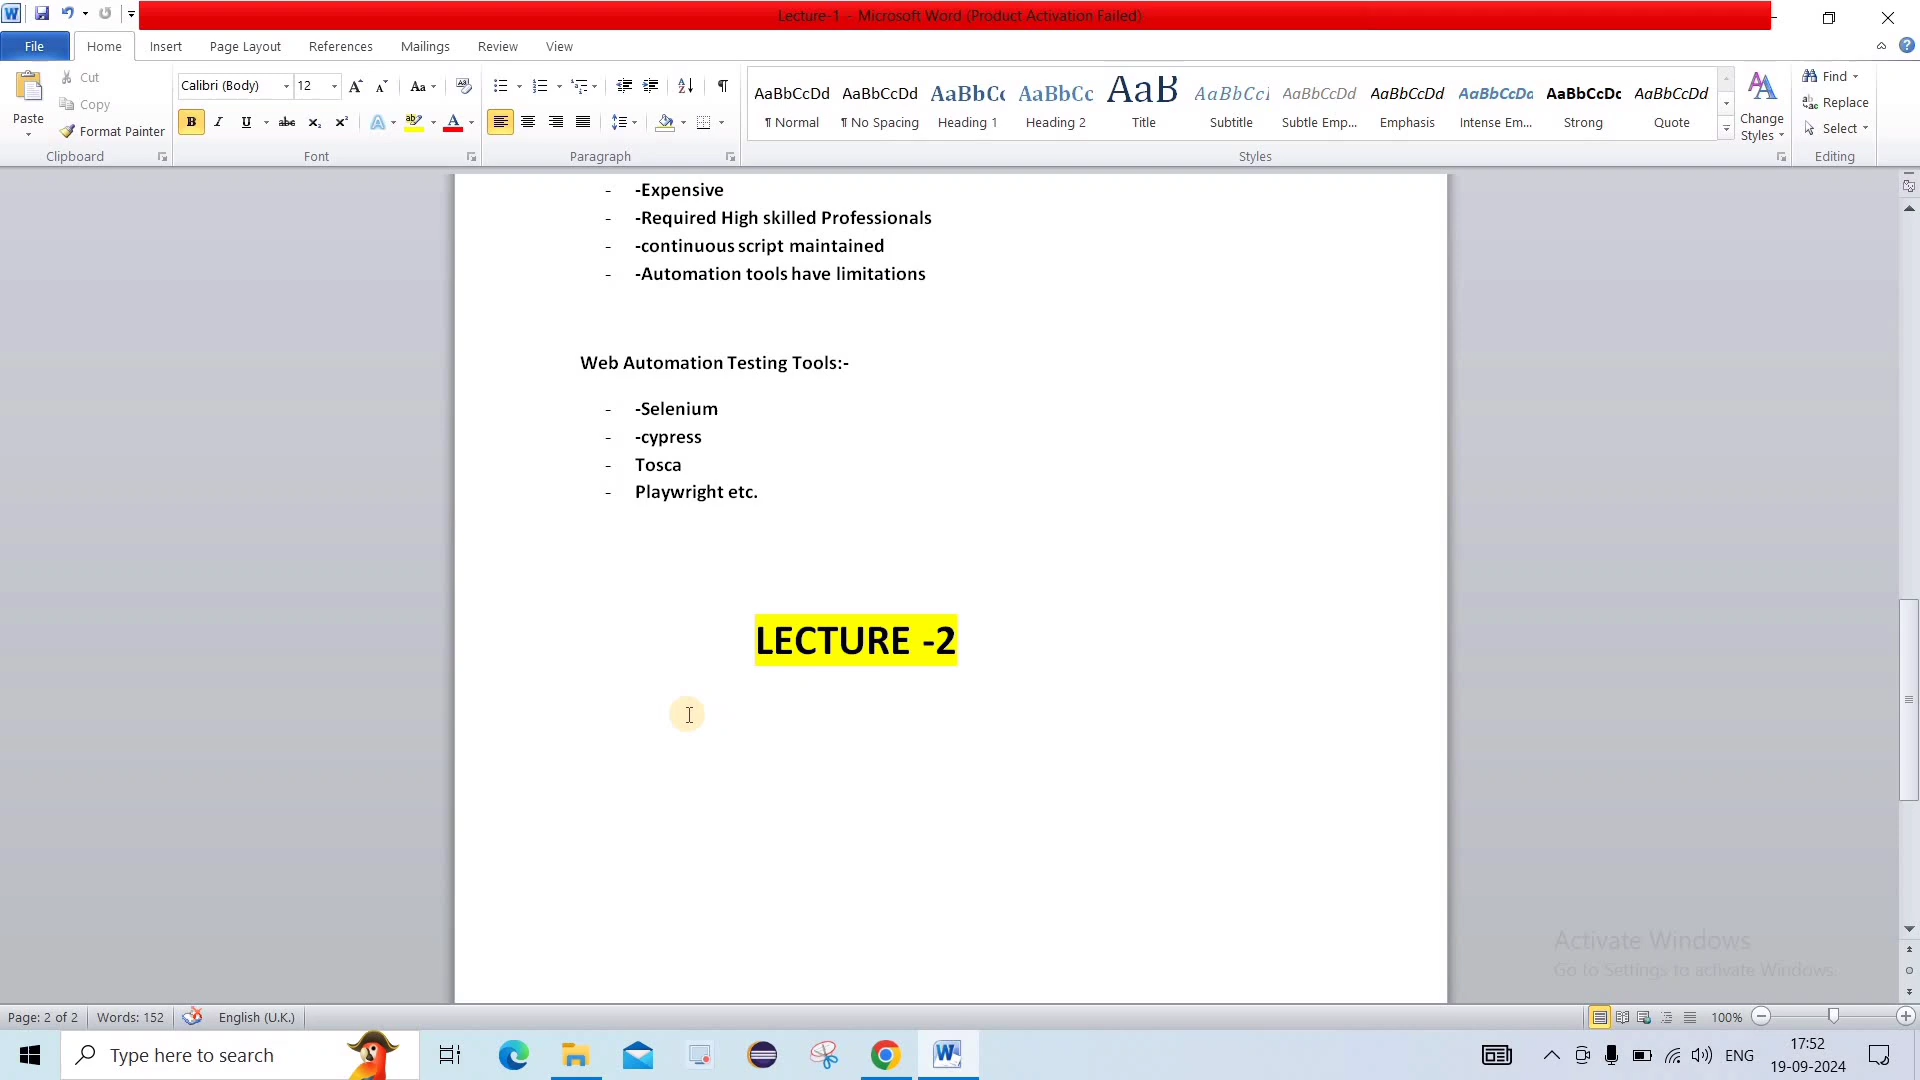 Lecture-1 - Microsoft Word (Product Activation Failed)
File Home Insert Page Layout References Mailings Review View
Paste
Cut
Copy
Format Painter
Clipboard
Calibri (Body) 12
Font
Paragraph
AaBbCcDd AaBbCcDd AaBbCc AaBbCc AaB AaBbCcI AaBbCcDd AaBbCcDd AaBbCcDd AaBbCcDc AaBbCcDd
¶ Normal ¶ No Spacing Heading 1 Heading 2 Title Subtitle Subtle Emp... Emphasis Intense Em... Strong Quote
Styles
Change Styles
Find
Replace
Select
Editing
- -Expensive
- -Required High skilled Professionals
- -continuous script maintained
- -Automation tools have limitations
Web Automation Testing Tools:-
- -Selenium
- -cypress
- Tosca
- Playwright etc.
LECTURE -2
Activate Windows
Go to Settings to activate Windows.
Page: 2 of 2 Words: 152 English (U.K.) 100%
Type here to search
ENG
17:52
19-09-2024